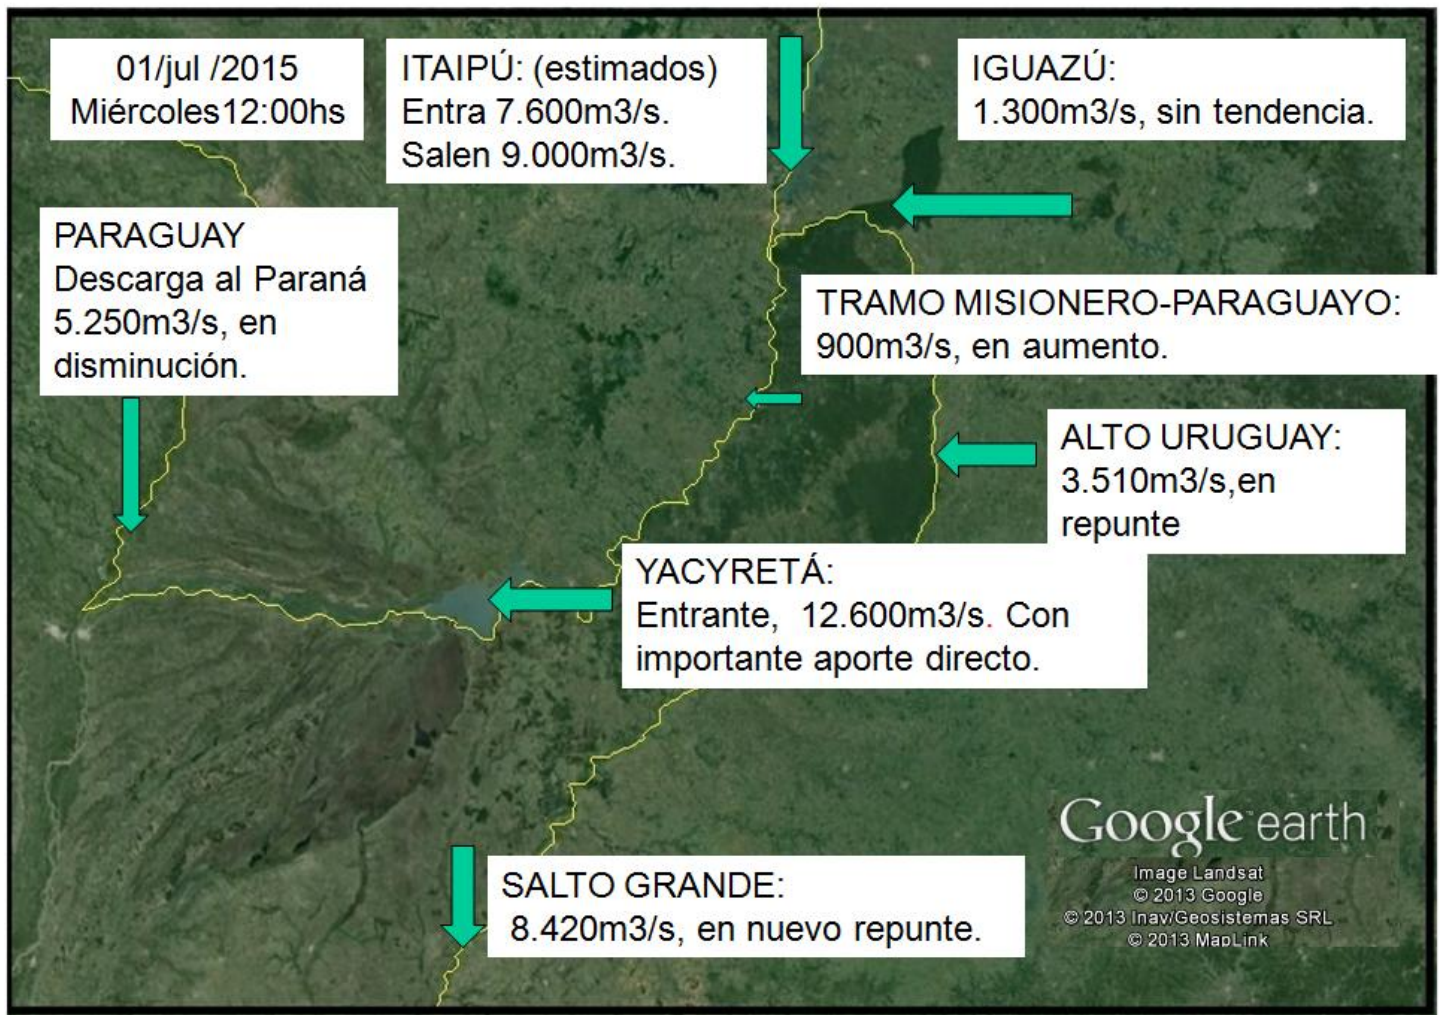 01/jul /2015
Miércoles12:00hs
ITAIPÚ: (estimados)
Entra 7.600m3/s.
Salen 9.000m3/s.
IGUAZÚ:
1.300m3/s, sin tendencia.
PARAGUAY
Descarga al Paraná
5.250m3/s, en
disminución.
TRAMO MISIONERO-PARAGUAYO:
900m3/s, en aumento.
ALTO URUGUAY:
3.510m3/s,en
repunte
YACYRETÁ:
Entrante, 12.600m3/s. Con
importante aporte directo.
SALTO GRANDE:
8.420m3/s, en nuevo repunte.
Google earth
Image Landsat
© 2013 Google
© 2013 Inav/Geosistemas SRL
© 2013 MapLink